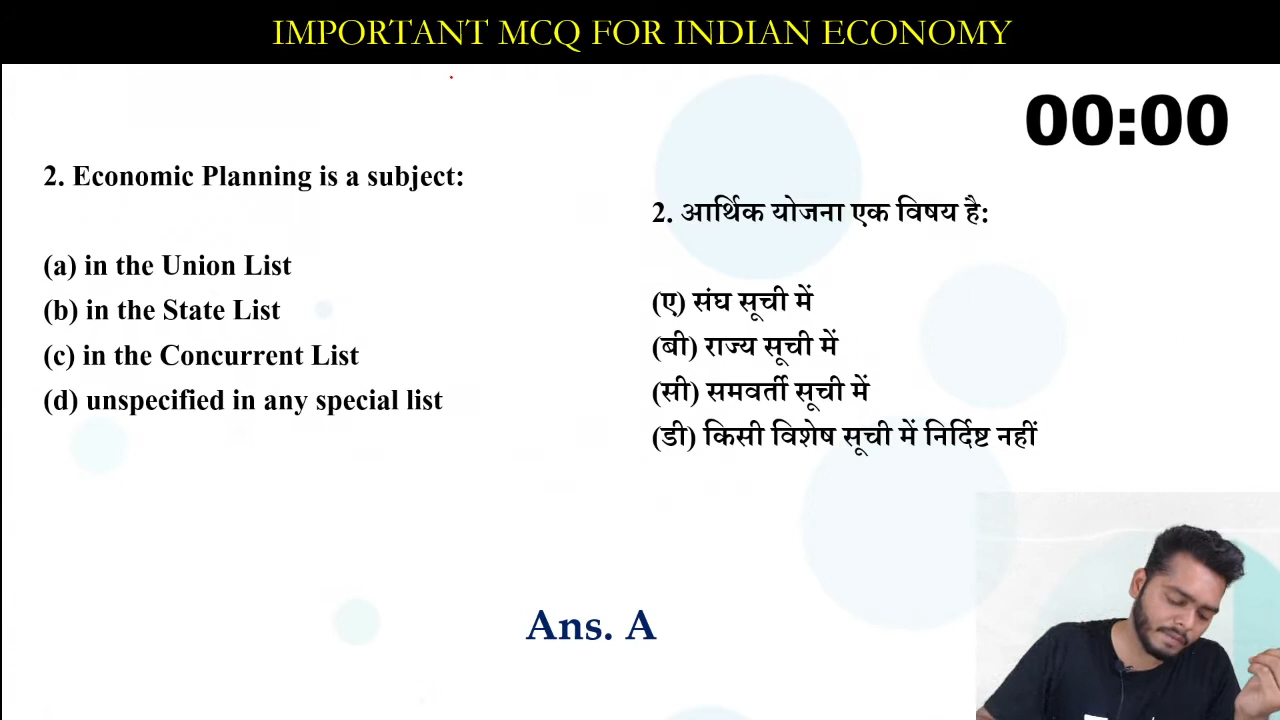 IMPORTANT MCQ FOR INDIAN ECONOMY
00:00
2. Economic Planning is a subject:
(a) in the Union List
(b) in the State List
(c) in the Concurrent List
(d) unspecified in any special list
2. आर्थिक योजना एक विषय है:
(ए) संघ सूची में
(बी) राज्य सूची में
(सी) समवर्ती सूची में
(डी) किसी विशेष सूची में निर्दिष्ट नहीं
Ans. A